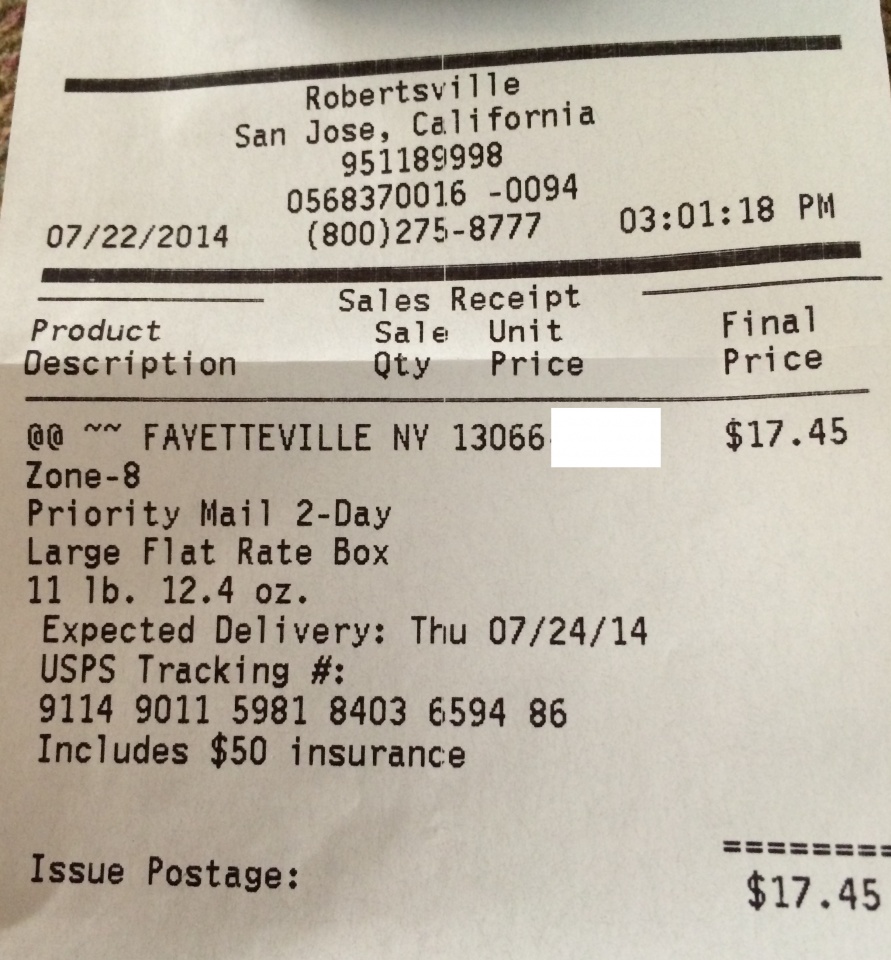 Robertsville
San Jose, California
951189998
0568370016 -0094
07/22/2014 (800)275-8777 03:01:18 PM
Sales Receipt
Product Sale Unit Final
Description Qty Price Price
@@ ~~ FAYETTEVILLE NY 13066 $17.45
Zone-8
Priority Mail 2-Day
Large Flat Rate Box
11 lb. 12.4 oz.
Expected Delivery: Thu 07/24/14
USPS Tracking #:
9114 9011 5981 8403 6594 86
Includes $50 insurance
========
Issue Postage: $17.45